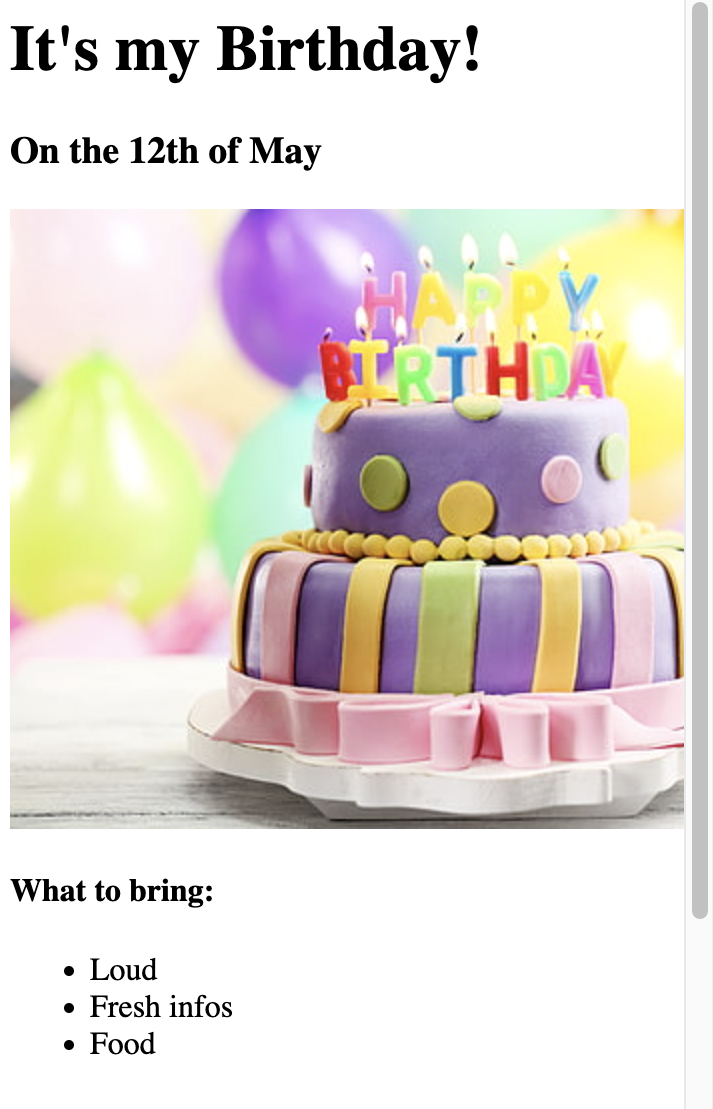 It's my Birthday!
On the 12th of May
HAPPY
BIRTHDAY
What to bring:
Loud
Fresh infos
Food